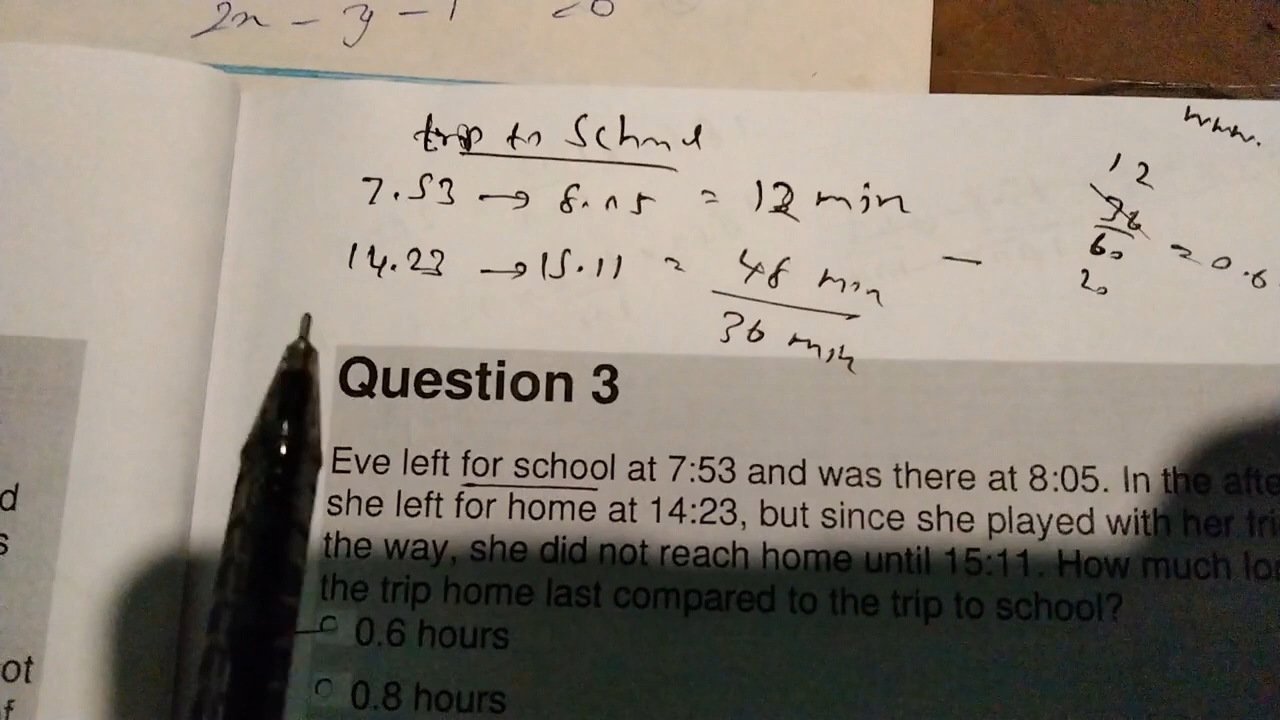 2x - y - 1 = 0
www.
trip to School
7.53 → 8.05 = 12 min
14.23 → 15.11 = 48 min
36 min
—
12
36
60
20
= 0.6
Question 3
Eve left for school at 7:53 and was there at 8:05. In the afte
she left for home at 14:23, but since she played with her fri
the way, she did not reach home until 15:11. How much lo
the trip home last compared to the trip to school?
0.6 hours
0.8 hours
d
s
ot
f